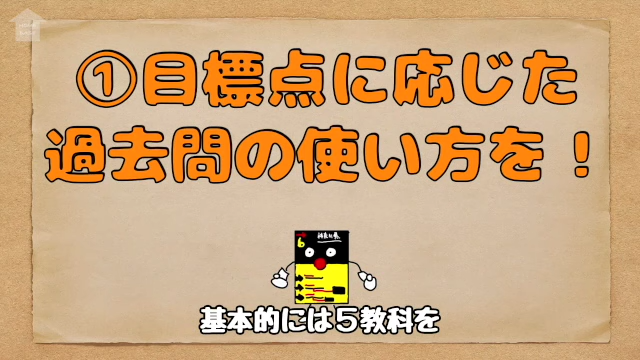 ①目標点に応じた
過去問の使い方を！
基本的には５教科を